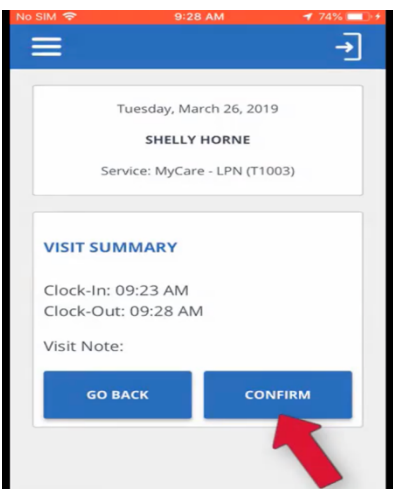 No SIM 9:28 AM 74%
Tuesday, March 26, 2019
SHELLY HORNE
Service: MyCare - LPN (T1003)
VISIT SUMMARY
Clock-In: 09:23 AM
Clock-Out: 09:28 AM
Visit Note:
GO BACK CONFIRM